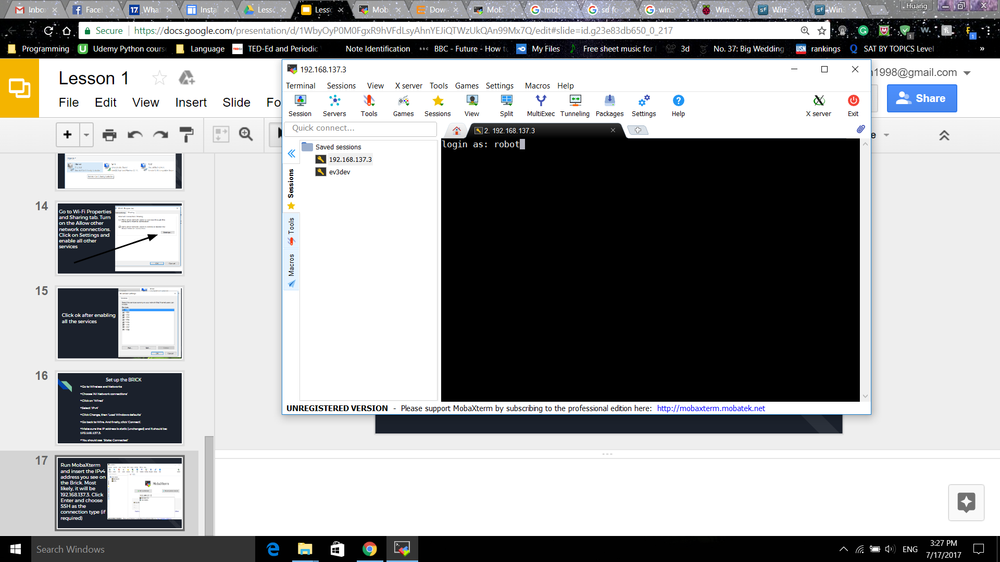 Inbo
Facel
17 What
Insta
Less
Lesso
Mob
Dow
Mob
mob
sd fo
win3
Win3
Win3
Win
Huang
Secure
https://docs.google.com/presentation/d/1WbyOyP0M0FgxR9hVFdLsyAhnYEJiQTWzUkQAn99Mx7Q/edit#slide=id.g23e83db650_0_217
Programming
Udemy Python cours
Language
TED-Ed and Periodic
Note Identification
BBC - Future - How t
My Files
Free sheet music for
3d
No. 37: Big Wedding
rankings
SAT BY TOPICS Level
»
Lesson 1
n1998@gmail.com
File Edit View Insert Slide Fo
Share
192.168.137.3
Terminal Sessions View X server Tools Games Settings Macros Help
Session Servers Tools Games Sessions View Split MultiExec Tunneling Packages Settings Help X server Exit
Quick connect...
2. 192.168.137.3
Saved sessions
192.168.137.3
ev3dev
Sessions
Tools
Macros
login as: robot
UNREGISTERED VERSION - Please support MobaXterm by subscribing to the professional edition here: http://mobaxterm.mobatek.net
14
Go to Wi-Fi Properties
and Sharing tab. Turn
on the Allow other
network connections.
Click on Settings and
enable all other
services
15
Click ok after enabling
all the services
16
Set up the BRICK
+Go to Wireless and Networks
+Choose 'All Network connections'
+Click on 'Wired'
+Select 'IPv4'
+Click Change, then 'Load Windows defaults'
+Go back to Wire. And finally, click 'Connect'.
+Make sure the IP address is static (unchanged) and it should be:
192.168.137.3.
+You should see "State: Connected"
17
Run MobaXterm
and insert the IPv4
address you see on
the Brick. Most
likely, it will be
192.168.137.3. Click
Enter and choose
SSH as the
connection type (if
required)
MobaXterm
Search Windows
ENG
3:27 PM
7/17/2017